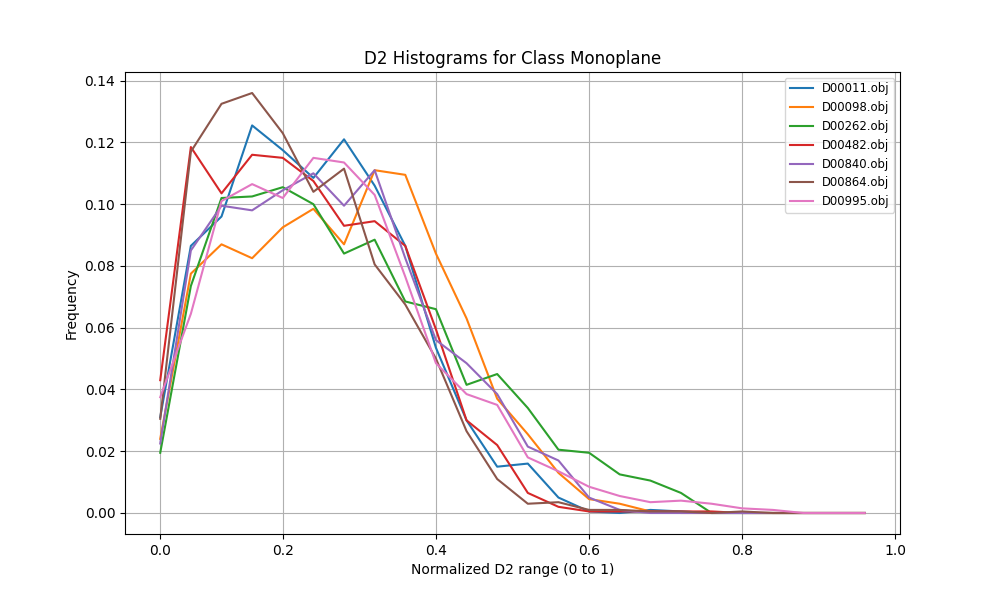 D2 Histograms for Class Monoplane
0.14
0.12
0.10
0.08
0.06
0.04
0.02
0.00
Frequency
D00011.obj
D00098.obj
D00262.obj
D00482.obj
D00840.obj
D00864.obj
D00995.obj
0.0 0.2 0.4 0.6 0.8 1.0
Normalized D2 range (0 to 1)